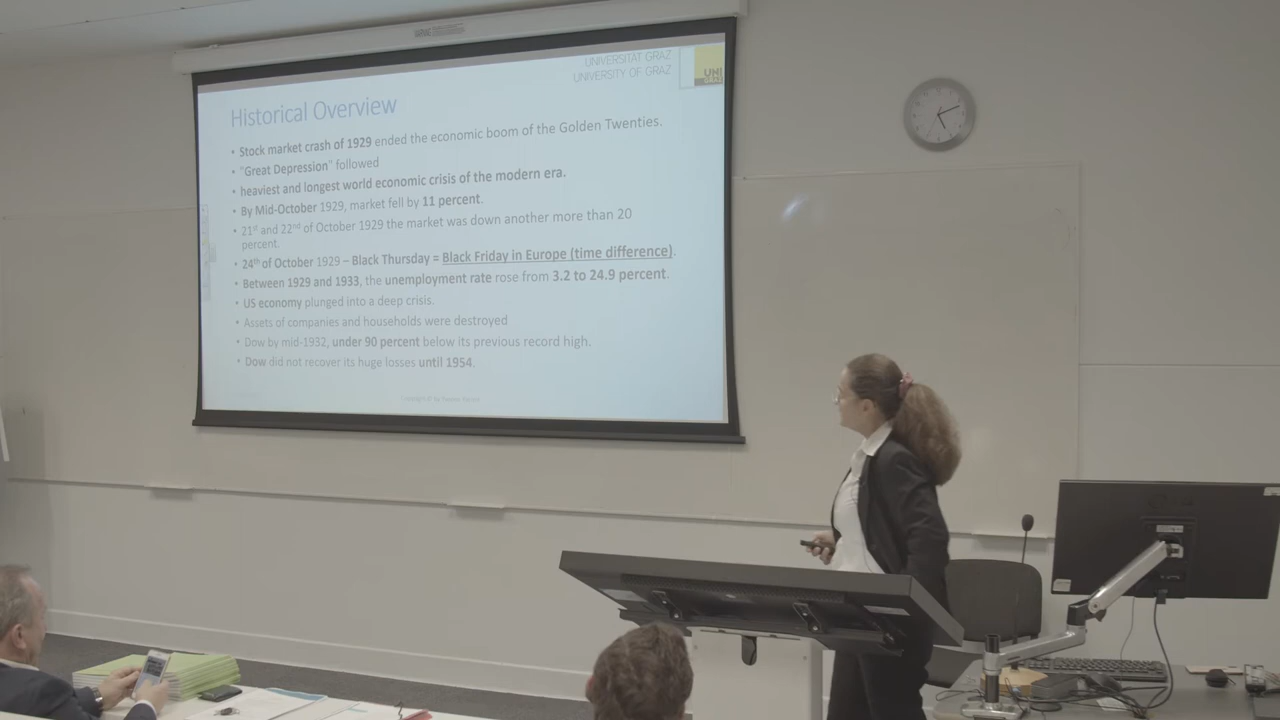 UNIVERSITÄT GRAZ
UNIVERSITY OF GRAZ
UNI
GRAZ
Historical Overview
• Stock market crash of 1929 ended the economic boom of the Golden Twenties.
• "Great Depression" followed
• heaviest and longest world economic crisis of the modern era.
• By Mid-October 1929, market fell by 11 percent.
• 21st and 22nd of October 1929 the market was down another more than 20
percent.
• 24th of October 1929 – Black Thursday = Black Friday in Europe (time difference).
• Between 1929 and 1933, the unemployment rate rose from 3.2 to 24.9 percent.
• US economy plunged into a deep crisis.
• Assets of companies and households were destroyed
• Dow by mid-1932, under 90 percent below its previous record high.
• Dow did not recover its huge losses until 1954.